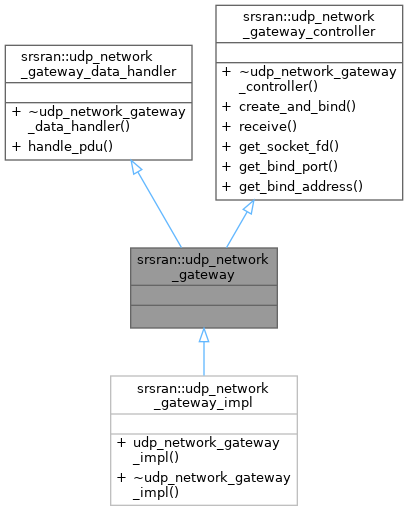 srsran::udp_network
_gateway_data_handler
+ ~udp_network_gateway
_data_handler()
+ handle_pdu()
srsran::udp_network
_gateway_controller
+ ~udp_network_gateway
_controller()
+ create_and_bind()
+ receive()
+ get_socket_fd()
+ get_bind_port()
+ get_bind_address()
srsran::udp_network
_gateway
srsran::udp_network
_gateway_impl
+ udp_network_gateway
_impl()
+ ~udp_network_gateway
_impl()